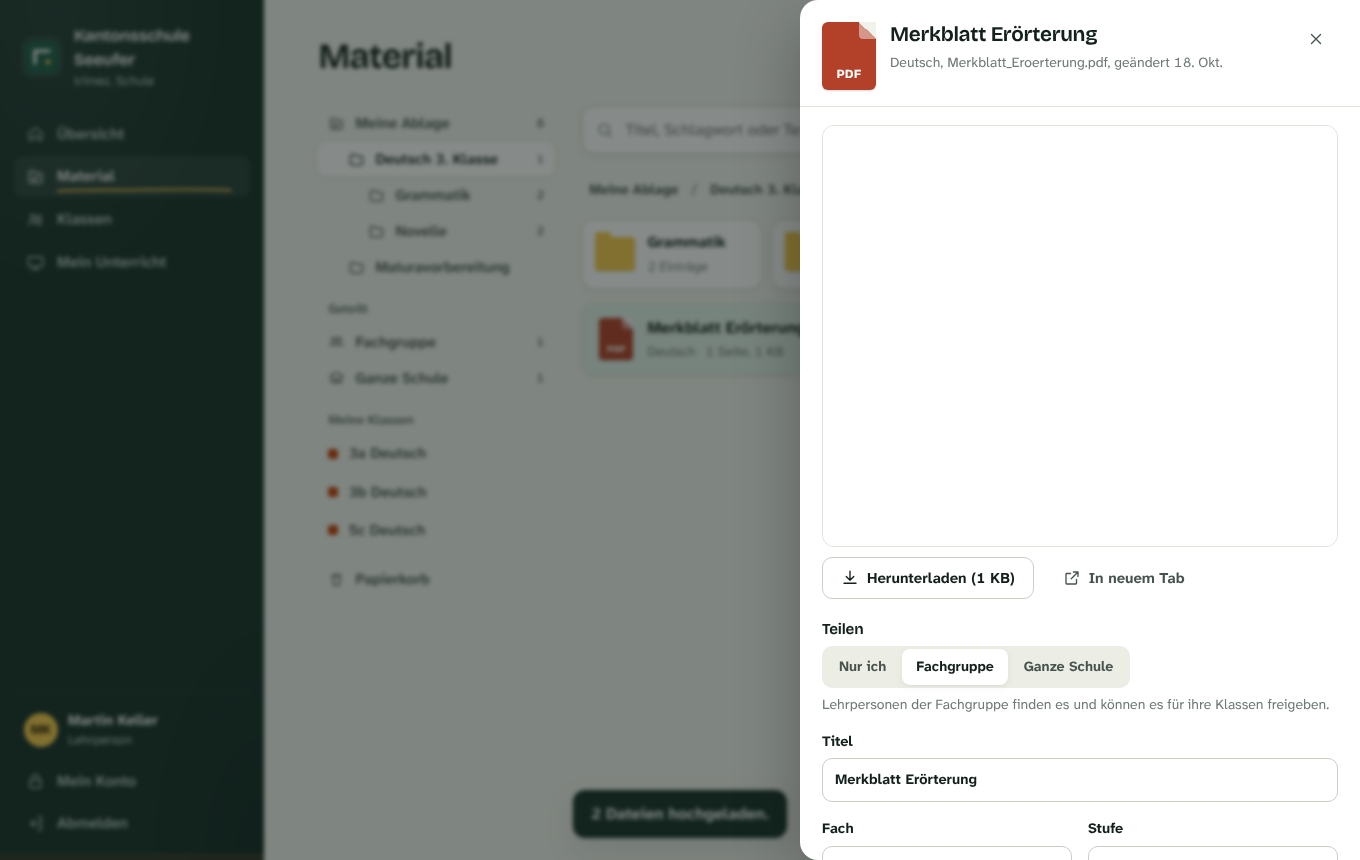 Kantonsschule
Seeufer
Übersicht
Material
Klassen
Mein Unterricht
Martin Keller
Lehrperson
Mein Konto
Abmelden
Material
Meine Ablage 6
Deutsch 3. Klasse 1
Grammatik 2
Novelle 2
Maturavorbereitung
Geteilt
Fachgruppe 1
Ganze Schule 1
Meine Klassen
3a Deutsch
3b Deutsch
5c Deutsch
Papierkorb
Titel, Schlagwort oder
Meine Ablage / Deutsch 3.
Grammatik
2 Einträge
PDF
Merkblatt Erörterung
Deutsch · 1 Seite, 1 KB
2 Dateien hochgeladen.
PDF
Merkblatt Erörterung
Deutsch, Merkblatt_Eroerterung.pdf, geändert 18. Okt.
Herunterladen (1 KB)
In neuem Tab
Teilen
Nur ich Fachgruppe Ganze Schule
Lehrpersonen der Fachgruppe finden es und können es für ihre Klassen freigeben.
Titel
Merkblatt Erörterung
Fach Stufe